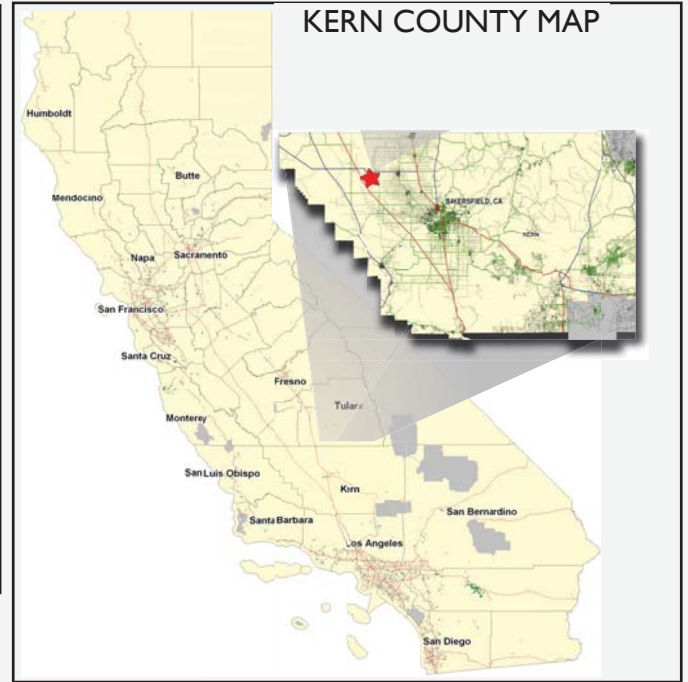 KERN COUNTY MAP
Humboldt
Butte
Mendocino
BAKERSFIELD, CA
KERN
Napa
Sacramento
San Francisco
Santa Cruz
Fresno
Tulare
Monterey
San Luis Obispo
Kern
San Bernardino
Santa Barbara
Los Angeles
San Diego